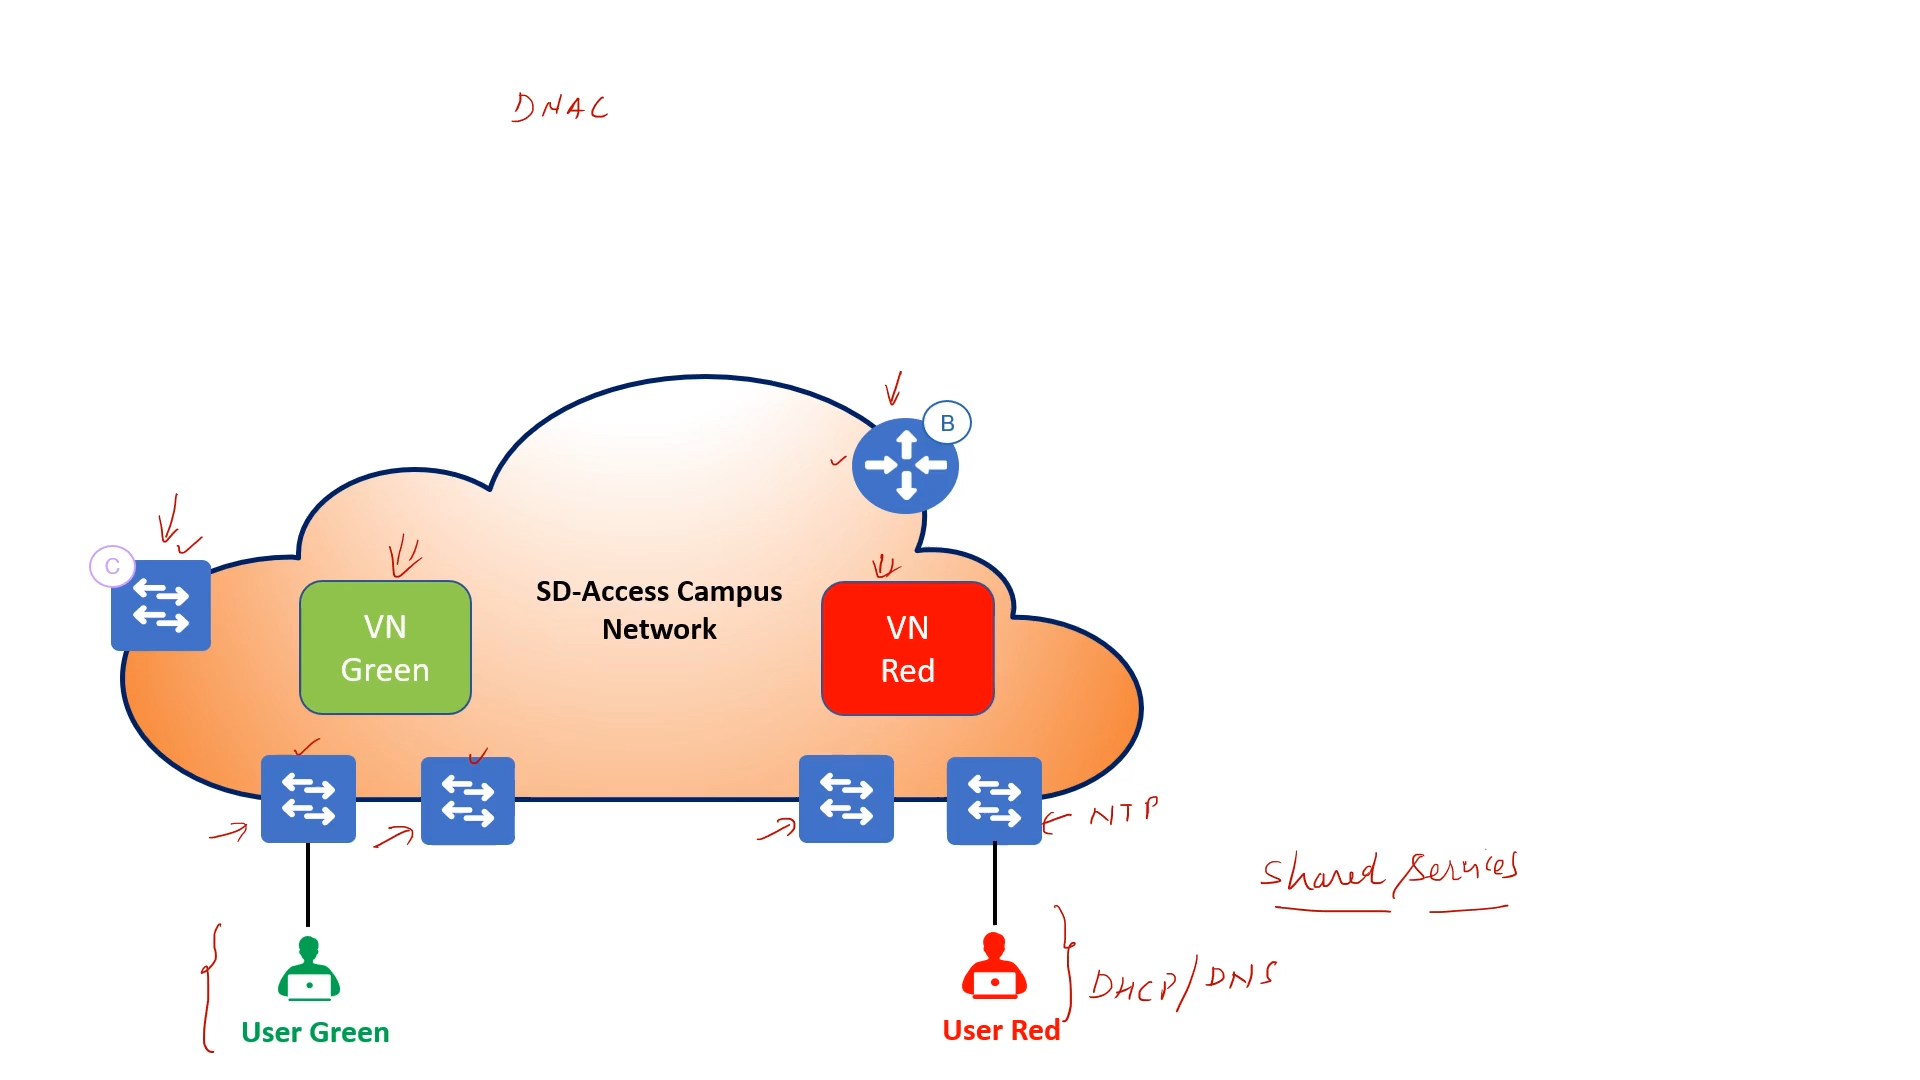 DNAC
B
C
SD-Access Campus
Network
VN
Green
VN
Red
NTP
Shared Services
DHCP/DNS
User Green
User Red